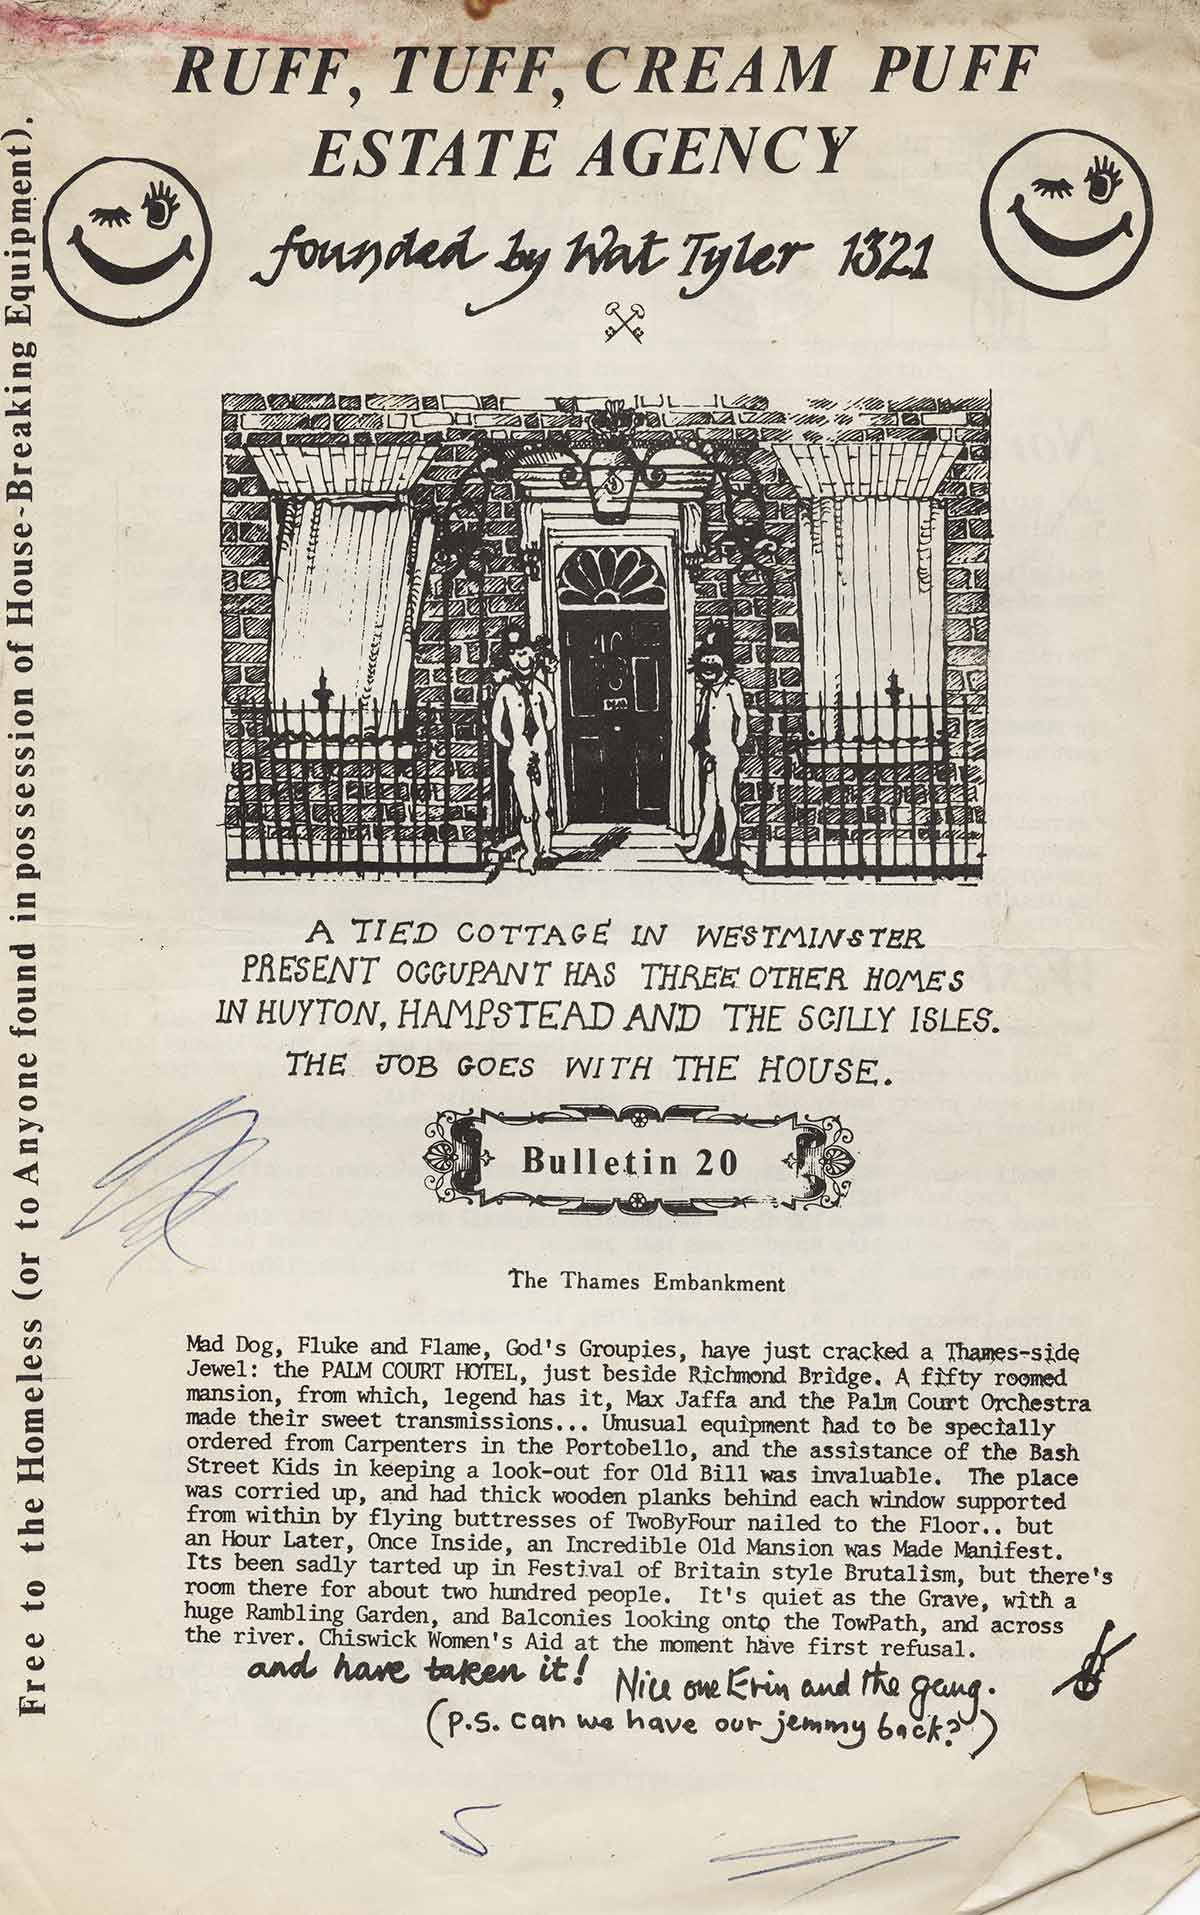 RUFF, TUFF, CREAM PUFF
ESTATE AGENCY
founded by Wat Tyler 1321
Free to the Homeless (or to Anyone found in possession of House-Breaking Equipment).
10
A TIED COTTAGE IN WESTMINSTER
PRESENT OCCUPANT HAS THREE OTHER HOMES
IN HUYTON, HAMPSTEAD AND THE SCILLY ISLES.
THE JOB GOES WITH THE HOUSE.
Bulletin 20
The Thames Embankment
Mad Dog, Fluke and Flame, God's Groupies, have just cracked a Thames-side
Jewel: the PALM COURT HOTEL, just beside Richmond Bridge. A fifty roomed
mansion, from which, legend has it, Max Jaffa and the Palm Court Orchestra
made their sweet transmissions... Unusual equipment had to be specially
ordered from Carpenters in the Portobello, and the assistance of the Bash
Street Kids in keeping a look-out for Old Bill was invaluable. The place
was corried up, and had thick wooden planks behind each window supported
from within by flying buttresses of TwoByFour nailed to the Floor.. but
an Hour Later, Once Inside, an Incredible Old Mansion was Made Manifest.
Its been sadly tarted up in Festival of Britain style Brutalism, but there's
room there for about two hundred people. It's quiet as the Grave, with a
huge Rambling Garden, and Balconies looking onto the TowPath, and across
the river. Chiswick Women's Aid at the moment have first refusal.
and have taken it! Nice one Erin and the gang.
(P.S. can we have our jemmy back?)